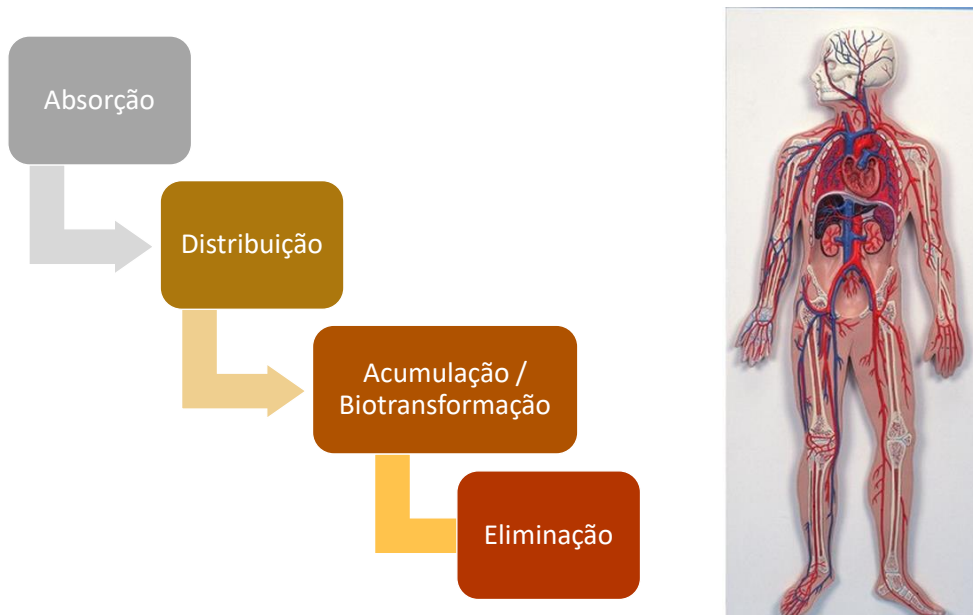 Absorção
Distribuição
Acumulação /
Biotransformação
Eliminação